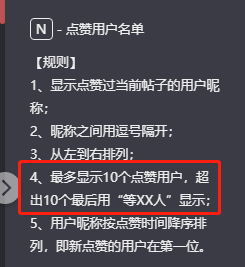 N - 点赞用户名单
【规则】
1、显示点赞过当前帖子的用户昵
称；
2、昵称之间用逗号隔开；
3、从左到右排列；
4、最多显示10个点赞用户，超
出10个最后用“等XX人”显示；
5、用户昵称按点赞时间降序排
列，即新点赞的用户在第一位。